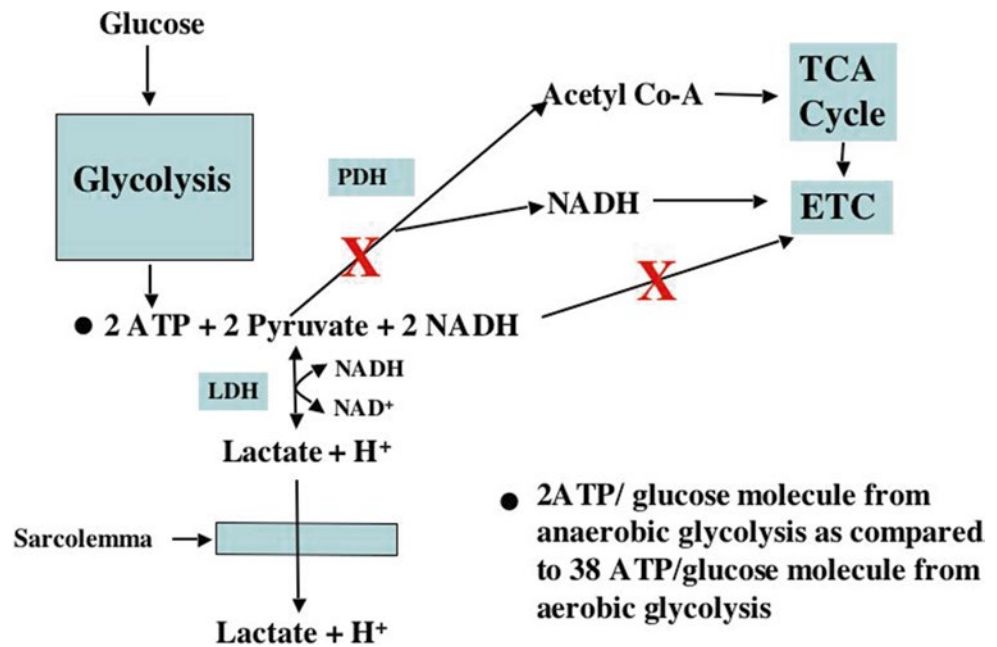 Glucose
Glycolysis
PDH
Acetyl Co-A
TCA
Cycle
NADH
ETC
X
X
● 2 ATP + 2 Pyruvate + 2 NADH
LDH
NADH
NAD⁺
Lactate + H⁺
Sarcolemma
Lactate + H⁺
● 2ATP/ glucose molecule from
anaerobic glycolysis as compared
to 38 ATP/glucose molecule from
aerobic glycolysis